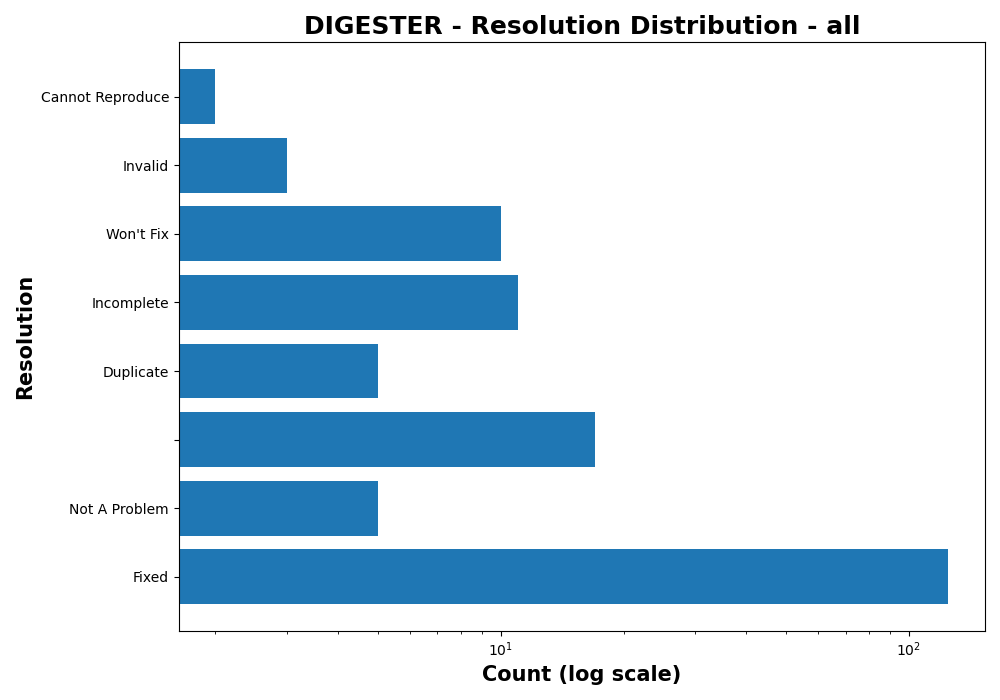 DIGESTER - Resolution Distribution - all
Cannot Reproduce
Invalid
Won't Fix
Incomplete
Duplicate
Not A Problem
Fixed
Resolution
10¹
10²
Count (log scale)